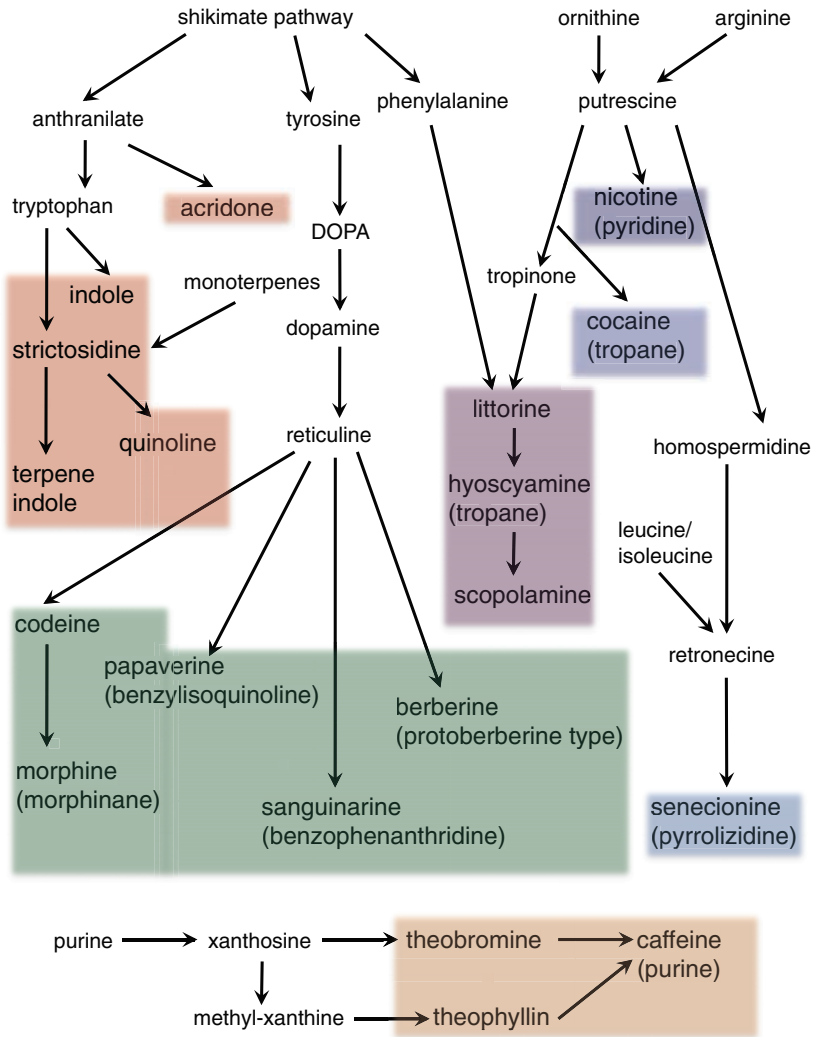 shikimate pathway
ornithine
arginine
anthranilate
tyrosine
phenylalanine
putrescine
tryptophan
acridone
DOPA
nicotine
(pyridine)
monoterpenes
tropinone
indole
dopamine
cocaine
(tropane)
strictosidine
quinoline
reticuline
littorine
homospermidine
terpene
indole
hyoscyamine
(tropane)
leucine/
isoleucine
scopolamine
codeine
papaverine
(benzylisoquinoline)
retronecine
berberine
(protoberberine type)
morphine
(morphinane)
sanguinarine
(benzophenanthridine)
senecionine
(pyrrolizidine)
purine
xanthosine
theobromine
caffeine
(purine)
methyl-xanthine
theophyllin